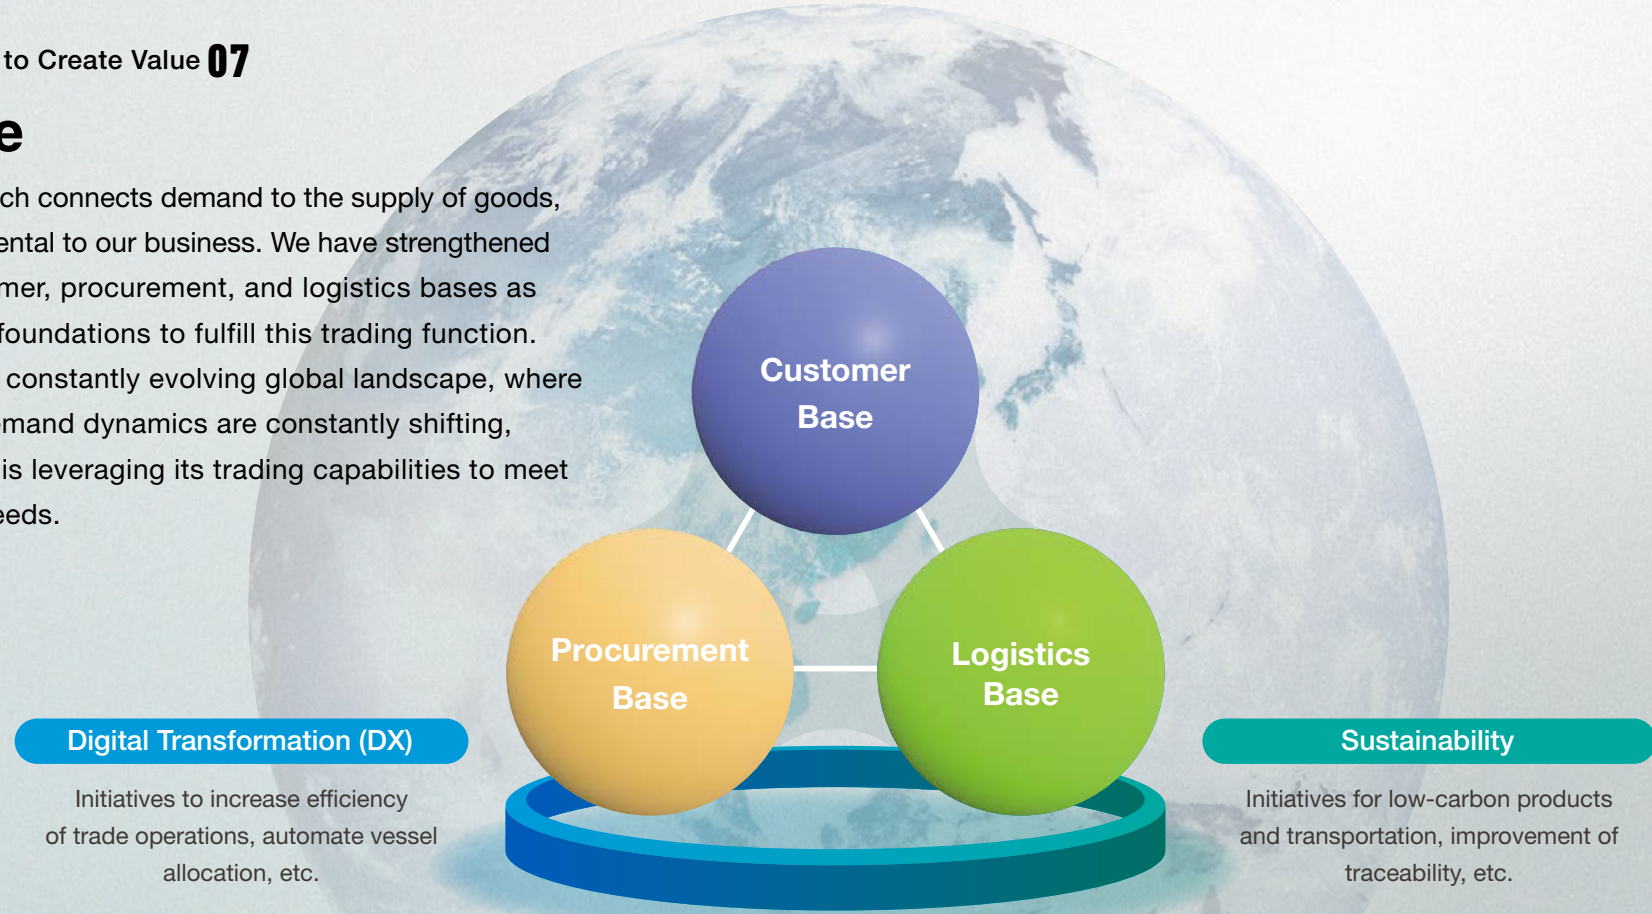 to Create Value 07
e
ch connects demand to the supply of goods,
ental to our business. We have strengthened
mer, procurement, and logistics bases as
foundations to fulfill this trading function.
constantly evolving global landscape, where
emand dynamics are constantly shifting,
is leveraging its trading capabilities to meet
eeds.
Customer
Base
Procurement
Base
Logistics
Base
Digital Transformation (DX)
Initiatives to increase efficiency
of trade operations, automate vessel
allocation, etc.
Sustainability
Initiatives for low-carbon products
and transportation, improvement of
traceability, etc.